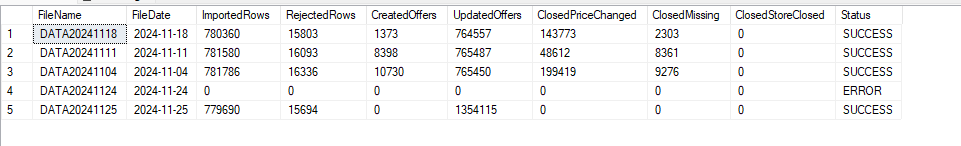 FileName FileDate ImportedRows RejectedRows CreatedOffers UpdatedOffers ClosedPriceChanged ClosedMissing ClosedStoreClosed Status
1 DATA20241118 2024-11-18 780360 15803 1373 764557 143773 2303 0 SUCCESS
2 DATA20241111 2024-11-11 781580 16093 8398 765487 48612 8361 0 SUCCESS
3 DATA20241104 2024-11-04 781786 16336 10730 765450 199419 9276 0 SUCCESS
4 DATA20241124 2024-11-24 0 0 0 0 0 0 0 ERROR
5 DATA20241125 2024-11-25 779690 15694 0 1354115 0 0 0 SUCCESS